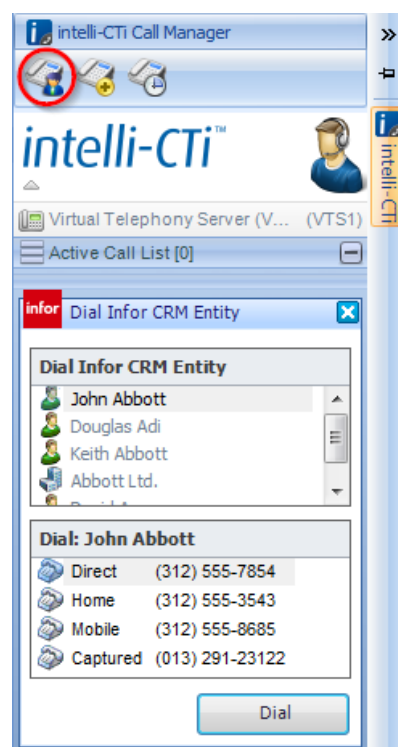 intelli-CTi Call Manager
intelli-CTi™
Virtual Telephony Server (V... (VTS1)
Active Call List [0]
infor Dial Infor CRM Entity
Dial Infor CRM Entity
John Abbott
Douglas Adi
Keith Abbott
Abbott Ltd.
Dial: John Abbott
Direct (312) 555-7854
Home (312) 555-3543
Mobile (312) 555-8685
Captured (013) 291-23122
Dial
intelli-CTi